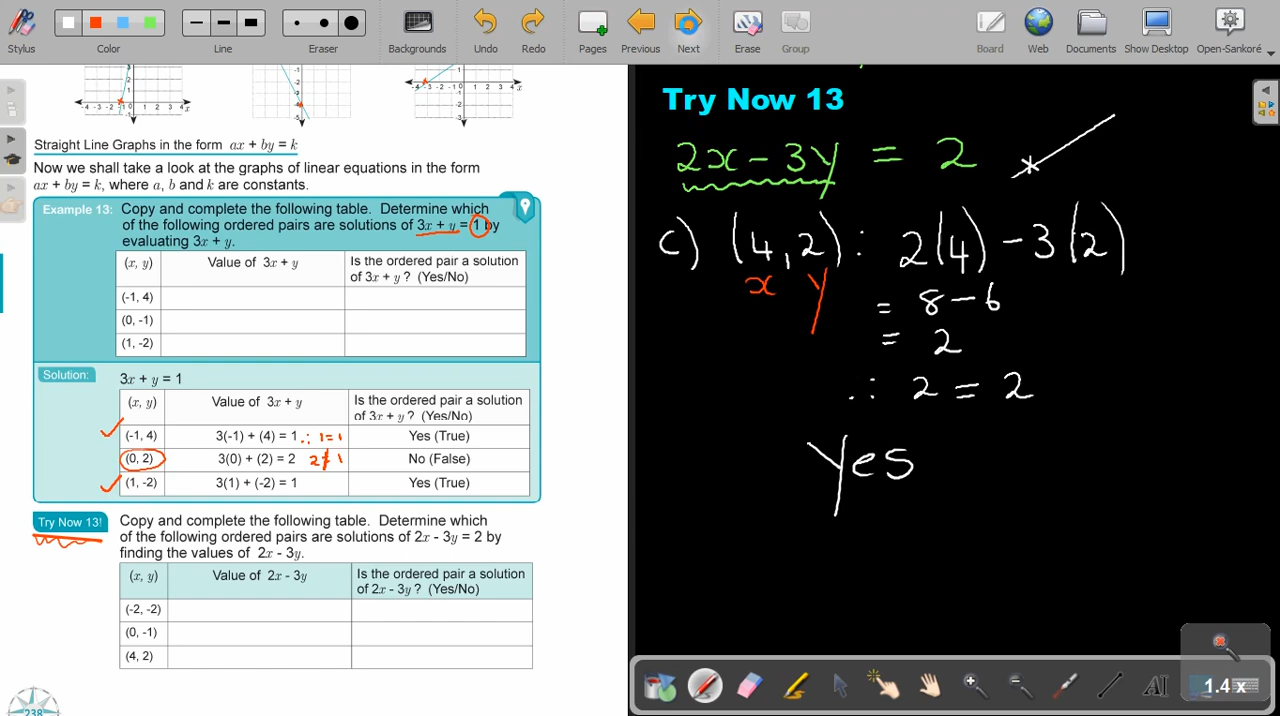 Stylus Color Line Eraser Backgrounds Undo Redo Pages Previous Next Erase Group Board Web Documents Show Desktop Open-Sankoré
Straight Line Graphs in the form ax + by = k
Now we shall take a look at the graphs of linear equations in the form
ax + by = k, where a, b and k are constants.
Example 13: Copy and complete the following table. Determine which
of the following ordered pairs are solutions of 3x + y = 1 by
evaluating 3x + y.
(x, y) Value of 3x + y Is the ordered pair a solution
of 3x + y ? (Yes/No)
(-1, 4)
(0, -1)
(1, -2)
Solution:
3x + y = 1
(x, y) Value of 3x + y Is the ordered pair a solution
of 3x + y ? (Yes/No)
(-1, 4) 3(-1) + (4) = 1 ∴ 1 = 1 Yes (True)
(0, 2) 3(0) + (2) = 2 2 ≠ 1 No (False)
(1, -2) 3(1) + (-2) = 1 Yes (True)
Try Now 13! Copy and complete the following table. Determine which
of the following ordered pairs are solutions of 2x - 3y = 2 by
finding the values of 2x - 3y.
(x, y) Value of 2x - 3y Is the ordered pair a solution
of 2x - 3y ? (Yes/No)
(-2, -2)
(0, -1)
(4, 2)
238
Try Now 13
2x - 3y = 2
c) (4, 2) : 2(4) - 3(2)
x y
= 8 - 6
= 2
∴ 2 = 2
Yes
1.4 x